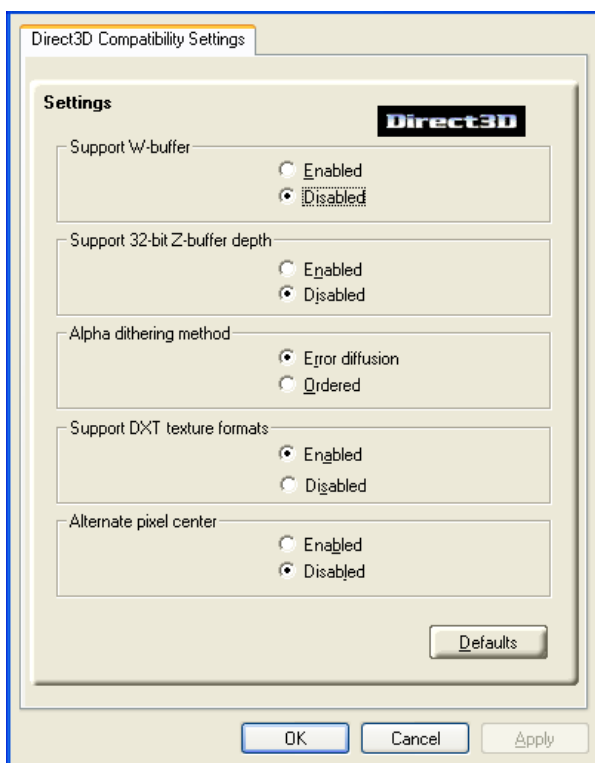 Direct3D Compatibility Settings
Settings
Direct3D
Support W-buffer
Enabled
Disabled
Support 32-bit Z-buffer depth
Enabled
Disabled
Alpha dithering method
Error diffusion
Ordered
Support DXT texture formats
Enabled
Disabled
Alternate pixel center
Enabled
Disabled
Defaults
OK
Cancel
Apply